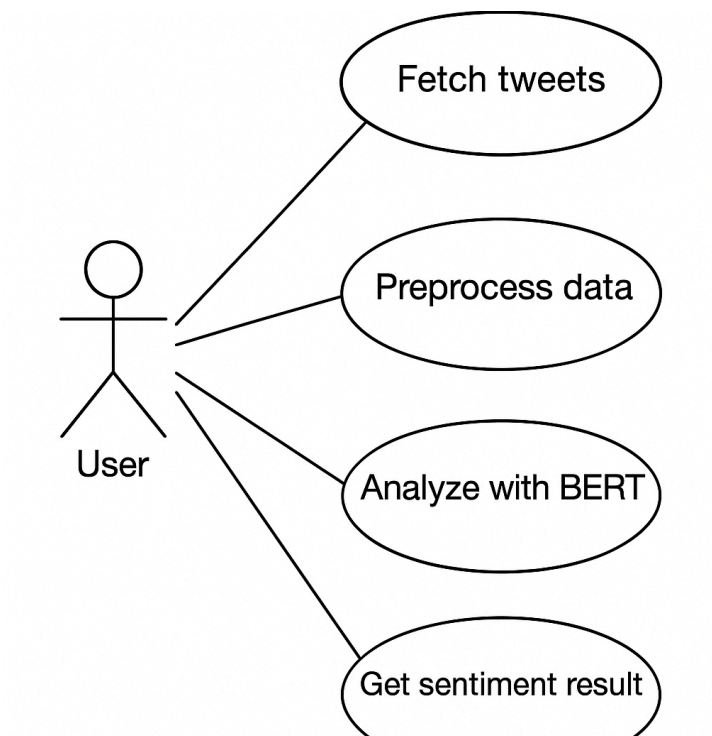 Fetch tweets
Preprocess data
User
Analyze with BERT
Get sentiment result